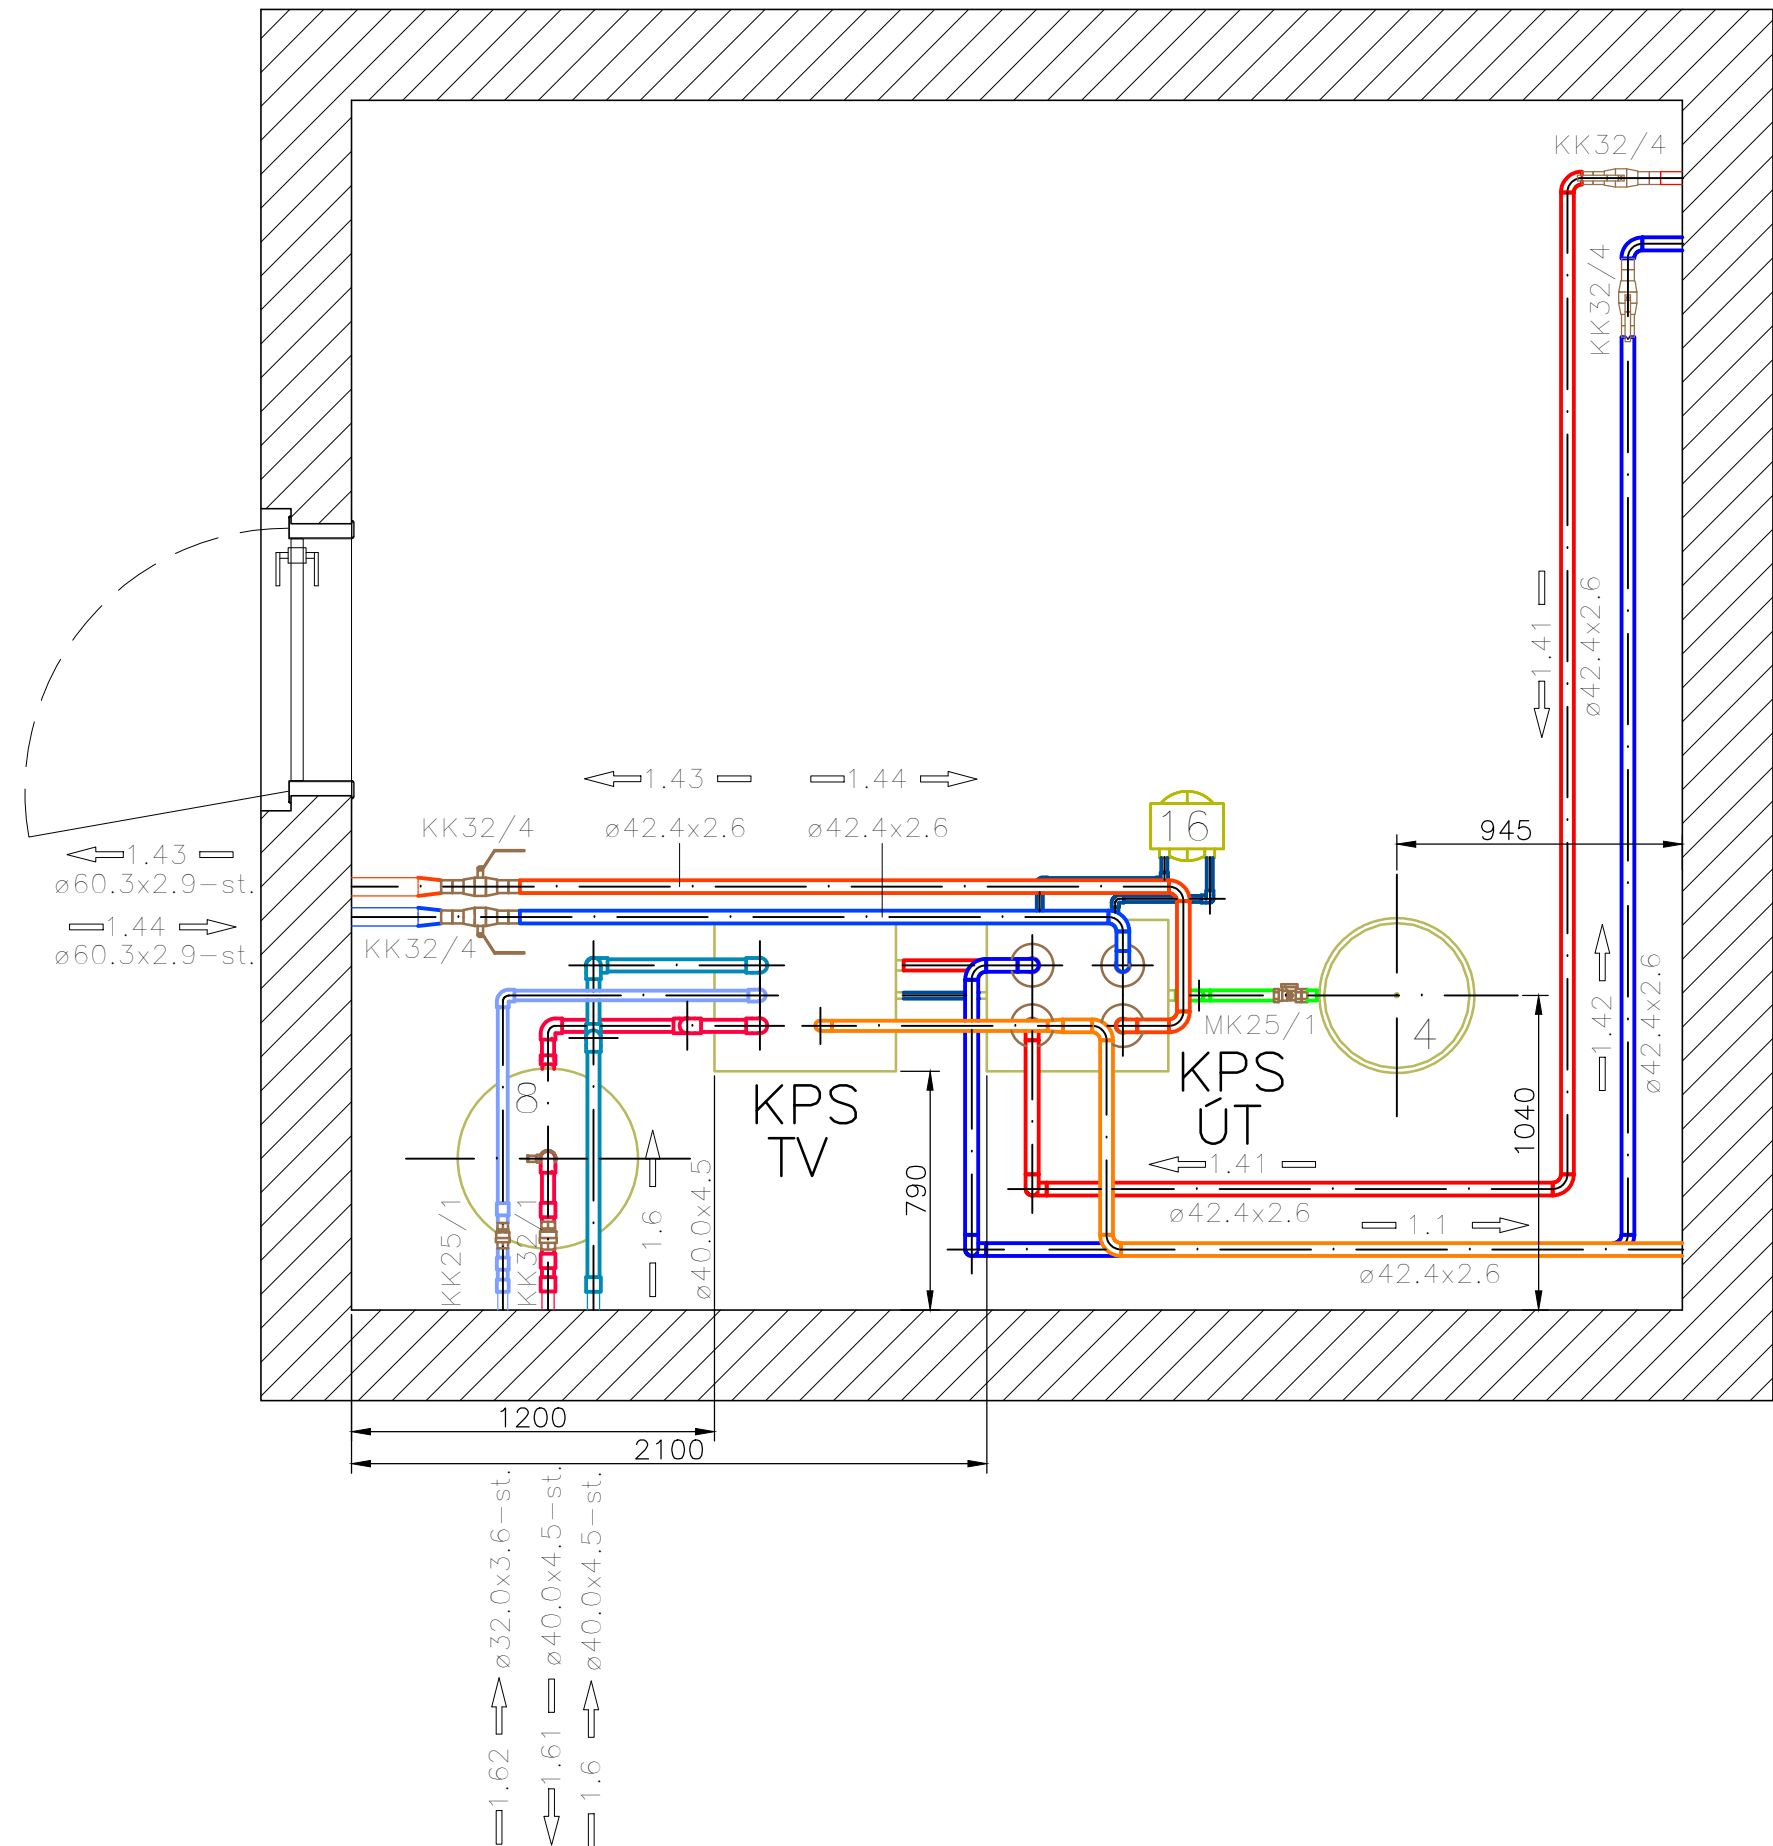 KK32/4
KK32/4
1.41
ø42.4x2.6
1.43
1.44
KK32/4
ø42.4x2.6
ø42.4x2.6
16
945
1.43
ø60.3x2.9-st.
1.44
ø60.3x2.9-st.
KK32/4
MK25/1
4
1.42
ø42.4x2.6
8
KPS
TV
KPS
ÚT
1040
1.41
790
ø42.4x2.6
1.1
ø42.4x2.6
KK25/1
KK32/1
1.6
ø40.0x4.5
1200
2100
1.62
ø32.0x3.6-st.
1.61
ø40.0x4.5-st.
1.6
ø40.0x4.5-st.